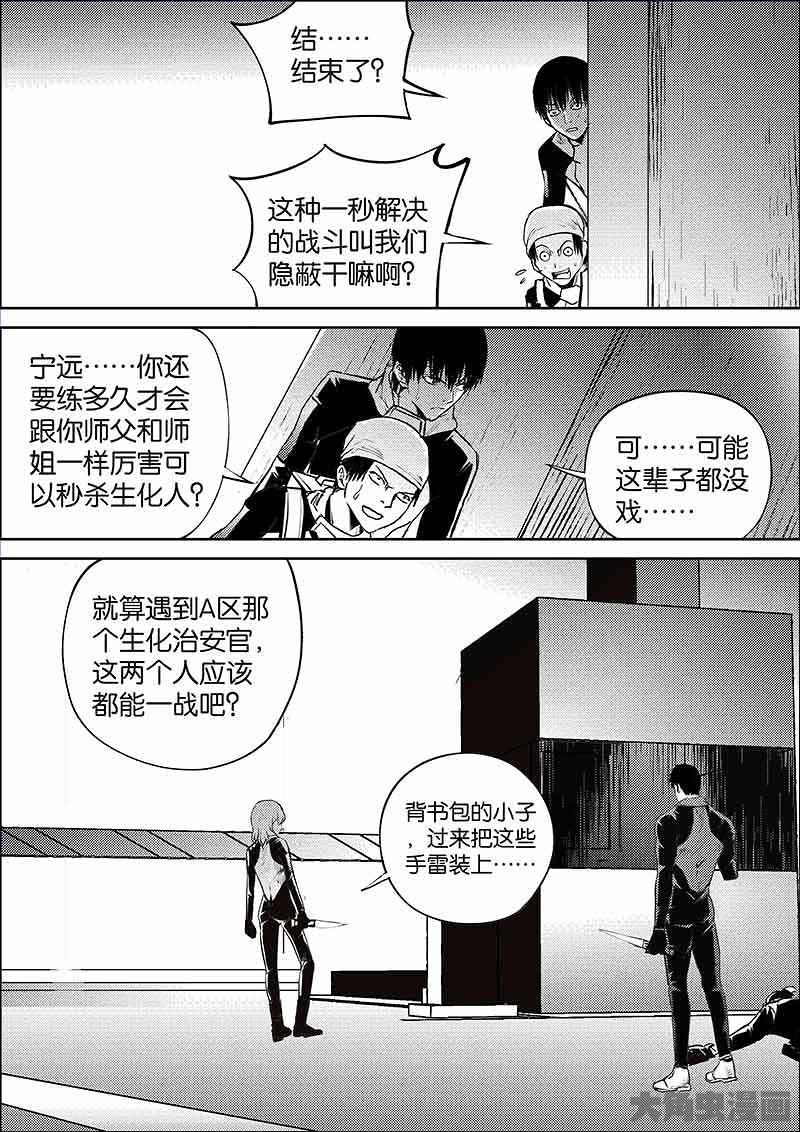 结……
结束了？
这种一秒解决
的战斗叫我们
隐蔽干嘛啊？
宁远……你还
要练多久才会
跟你师父和师
姐一样厉害可
以秒杀生化人？
可……可能
这辈子都没
戏……
就算遇到A区那
个生化治安官，
这两个人应该
都能一战吧？
背书包的小子
，过来把这些
手雷装上……
大角虫漫画